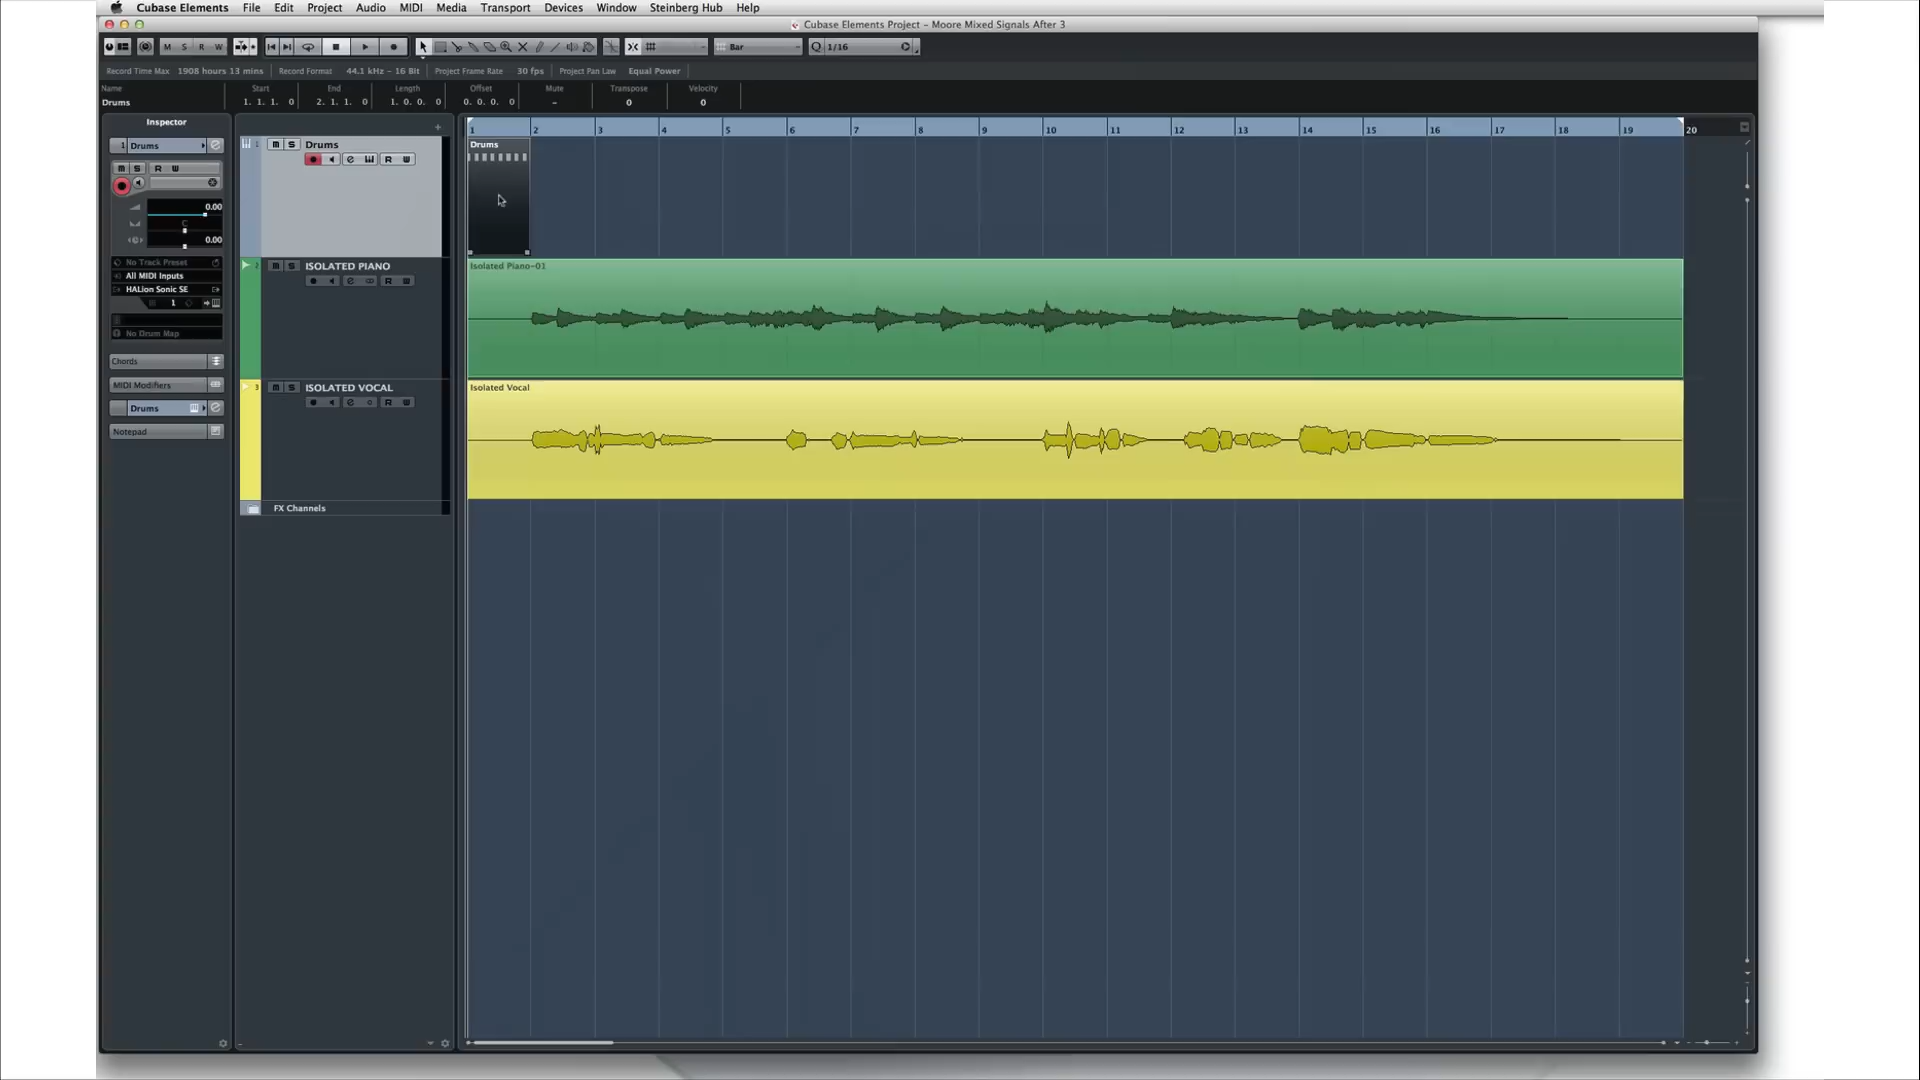 Cubase Elements File Edit Project Audio MIDI Media Transport Devices Window Steinberg Hub Help
Cubase Elements Project - Moore Mixed Signals After 3
M S R W Bar Q 1/16
Record Time Max 1908 hours 13 mins Record Format 44.1 kHz - 16 Bit Project Frame Rate 30 fps Project Pan Law Equal Power
Name Start End Length Offset Mute Transpose Velocity
Drums 1. 1. 1. 0 2. 1. 1. 0 1. 0. 0. 0 0. 0. 0. 0 - 0 0
Inspector
1 2 3 4 5 6 7 8 9 10 11 12 13 14 15 16 17 18 19 20
1 Drums
M S R W
0.00
C
0.00
No Track Preset
All MIDI Inputs
HALion Sonic SE
1
No Drum Map
Chords
MIDI Modifiers
Drums
Notepad
1 m S Drums
e R W
Drums
2 m S ISOLATED PIANO
e R W
Isolated Piano-01
3 m S ISOLATED VOCAL
e R W
Isolated Vocal
FX Channels